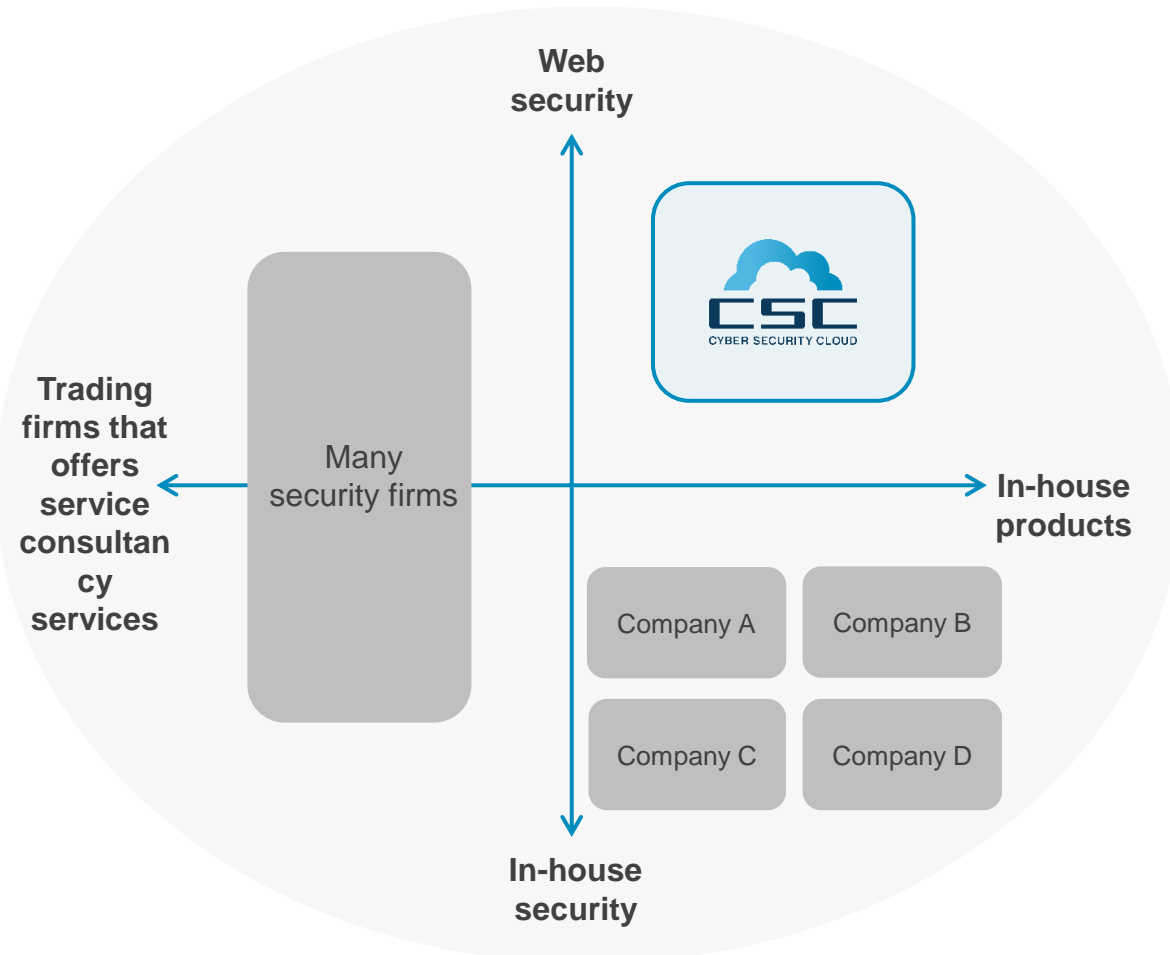 Web
security
CSC
CYBER SECURITY CLOUD
Trading
firms that
offers
service
consultan
cy
services
Many
security firms
In-house
products
Company A
Company B
Company C
Company D
In-house
security